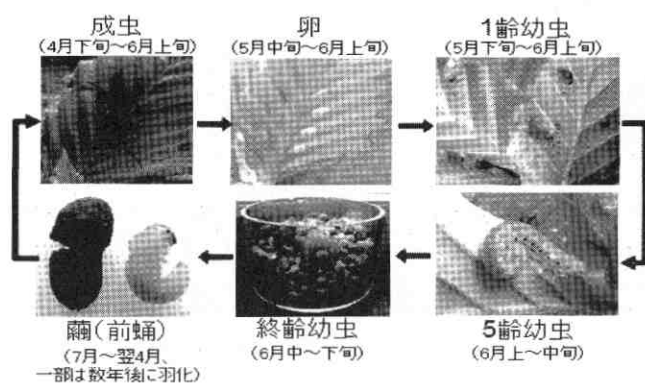 成虫
(4月下旬～6月上旬)
卵
(5月中旬～6月上旬)
1齢幼虫
(5月下旬～6月上旬)
繭(前蛹)
(7月～翌4月、
一部は数年後に羽化)
終齢幼虫
(6月中～下旬)
5齢幼虫
(6月上～中旬)